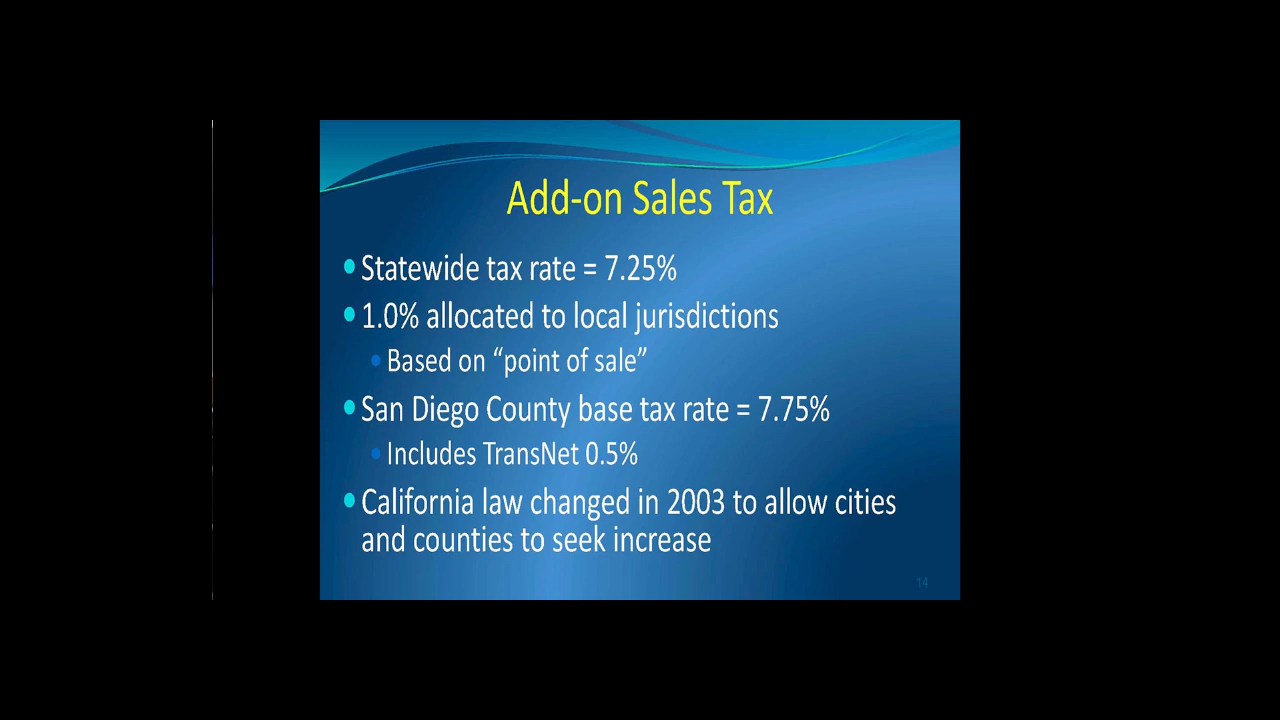 Add-on Sales Tax
Statewide tax rate = 7.25%
1.0% allocated to local jurisdictions
Based on “point of sale”
San Diego County base tax rate = 7.75%
Includes TransNet 0.5%
California law changed in 2003 to allow cities
and counties to seek increase
14